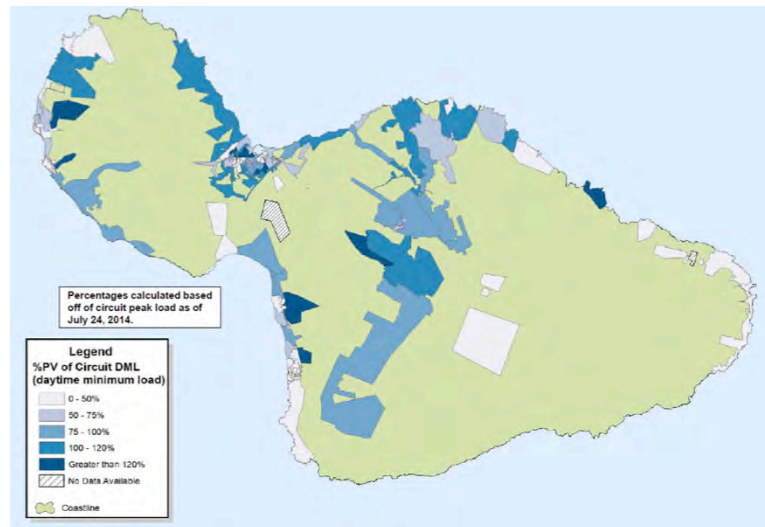 Percentages calculated based
off of circuit peak load as of
July 24, 2014.
Legend
%PV of Circuit DML
(daytime minimum load)
0 - 50%
50 - 75%
75 - 100%
100 - 120%
Greater than 120%
No Data Available
Coastline